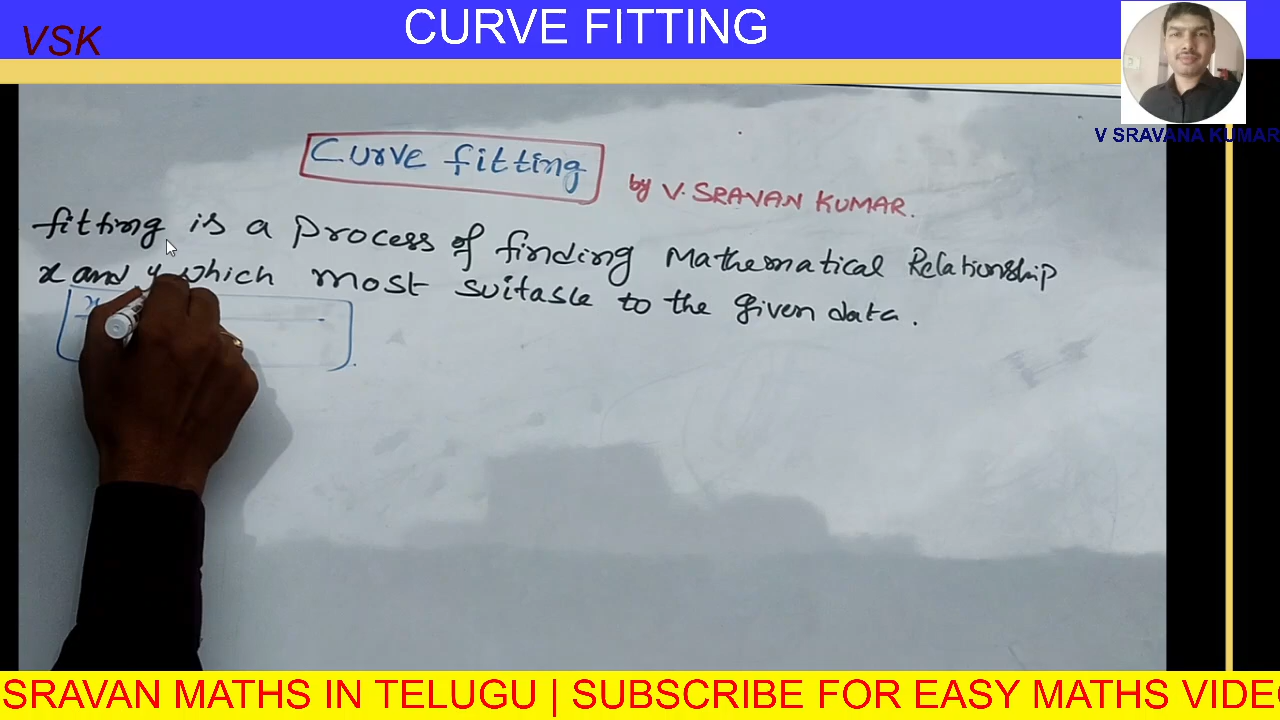 CURVE FITTING
VSK
V SRAVANA KUMAR
Curve fitting
by V. SRAVAN KUMAR.
fitting is a process of finding Mathematical Relationship
x and y which most suitable to the given data.
x
SRAVAN MATHS IN TELUGU | SUBSCRIBE FOR EASY MATHS VIDE